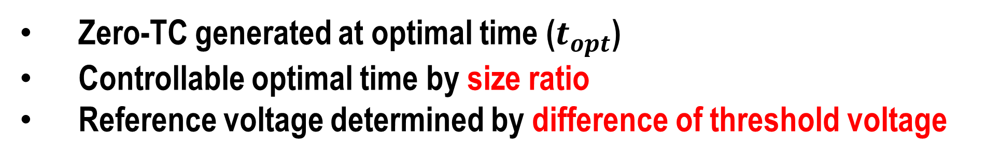 • Zero-TC generated at optimal time (t_opt)
• Controllable optimal time by size ratio
• Reference voltage determined by difference of threshold voltage